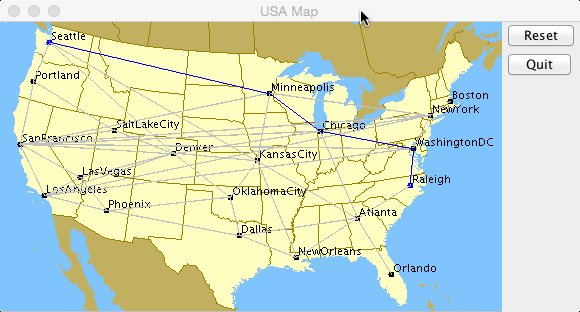 USA Map
Reset
Quit
Seattle
Portland
Minneapolis
Boston
NewYork
SaltLakeCity
Chicago
SanFrancisco
WashingtonDC
Denver
KansasCity
LasVegas
Raleigh
LosAngeles
OklahomaCity
Phoenix
Atlanta
Dallas
NewOrleans
Orlando